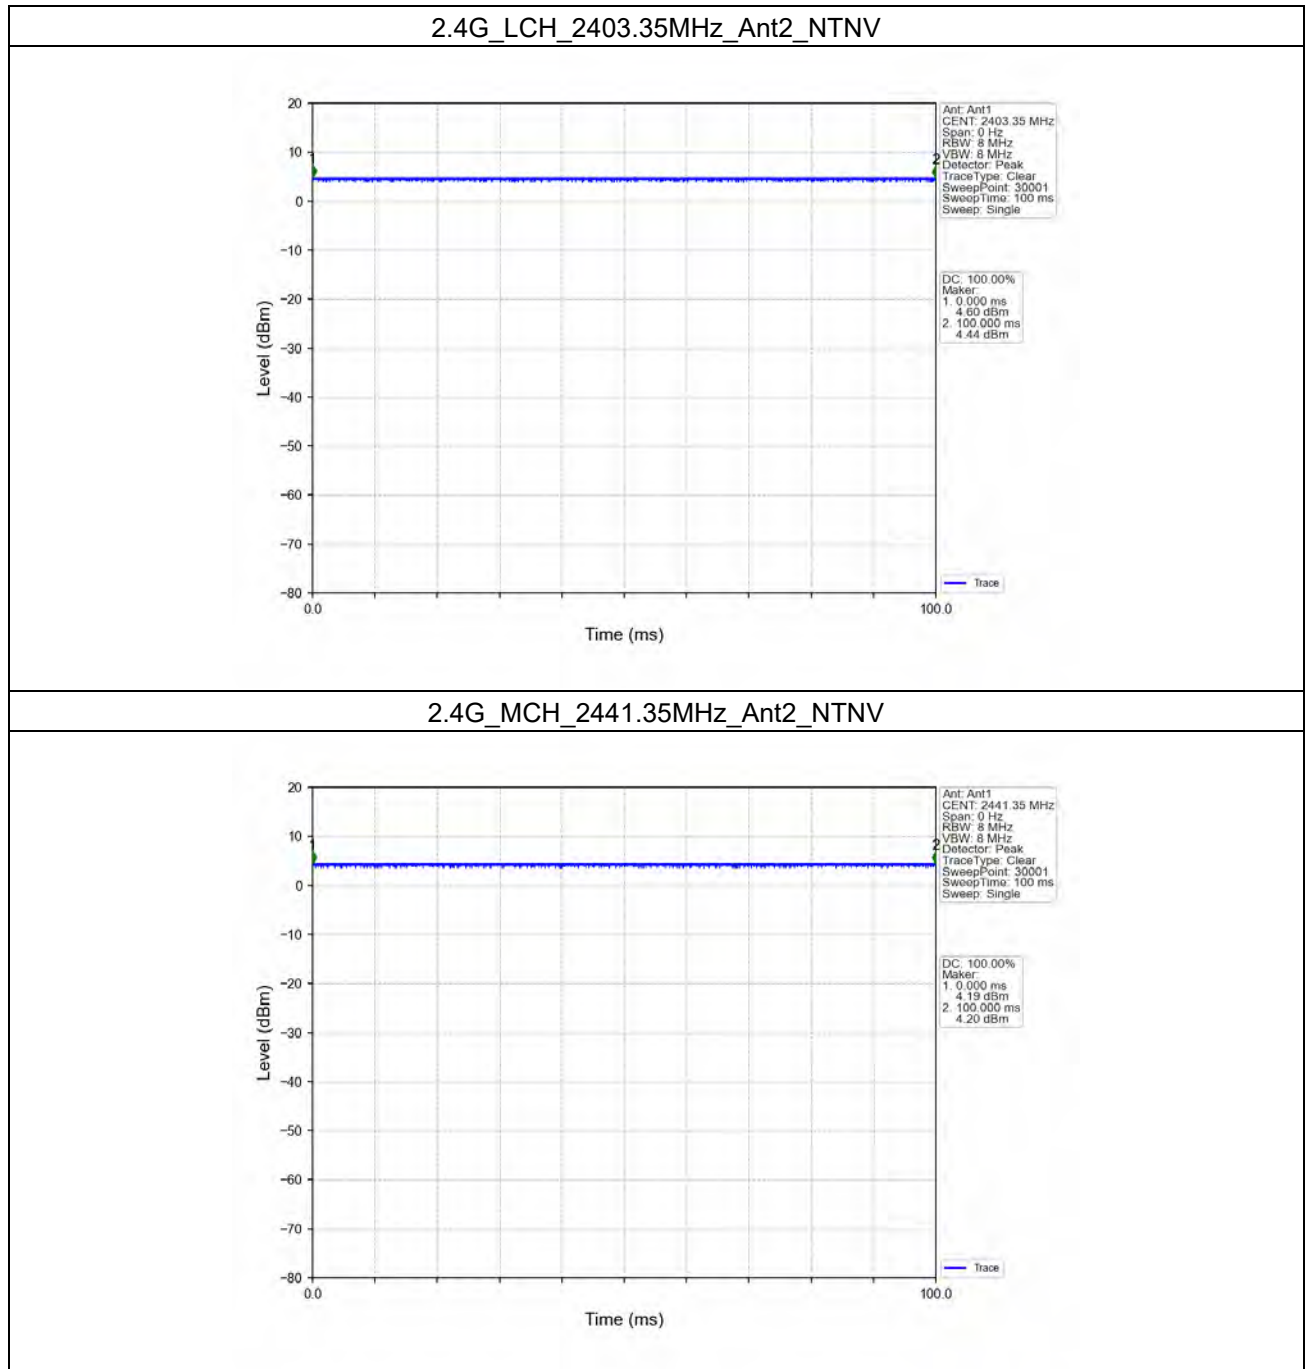 2.4G_LCH_2403.35MHz_Ant2_NTNV
20
10
0
−10
−20
−30
−40
−50
−60
−70
−80
Level (dBm)
0.0
100.0
Time (ms)
1
2
Ant: Ant1
CENT: 2403.35 MHz
Span: 0 Hz
RBW: 8 MHz
VBW: 8 MHz
Detector: Peak
TraceType: Clear
SweepPoint: 30001
SweepTime: 100 ms
Sweep: Single
DC: 100.00%
Maker:
1. 0.000 ms
4.60 dBm
2. 100.000 ms
4.44 dBm
Trace
2.4G_MCH_2441.35MHz_Ant2_NTNV
20
10
0
−10
−20
−30
−40
−50
−60
−70
−80
Level (dBm)
0.0
100.0
Time (ms)
1
2
Ant: Ant1
CENT: 2441.35 MHz
Span: 0 Hz
RBW: 8 MHz
VBW: 8 MHz
Detector: Peak
TraceType: Clear
SweepPoint: 30001
SweepTime: 100 ms
Sweep: Single
DC: 100.00%
Maker:
1. 0.000 ms
4.19 dBm
2. 100.000 ms
4.20 dBm
Trace